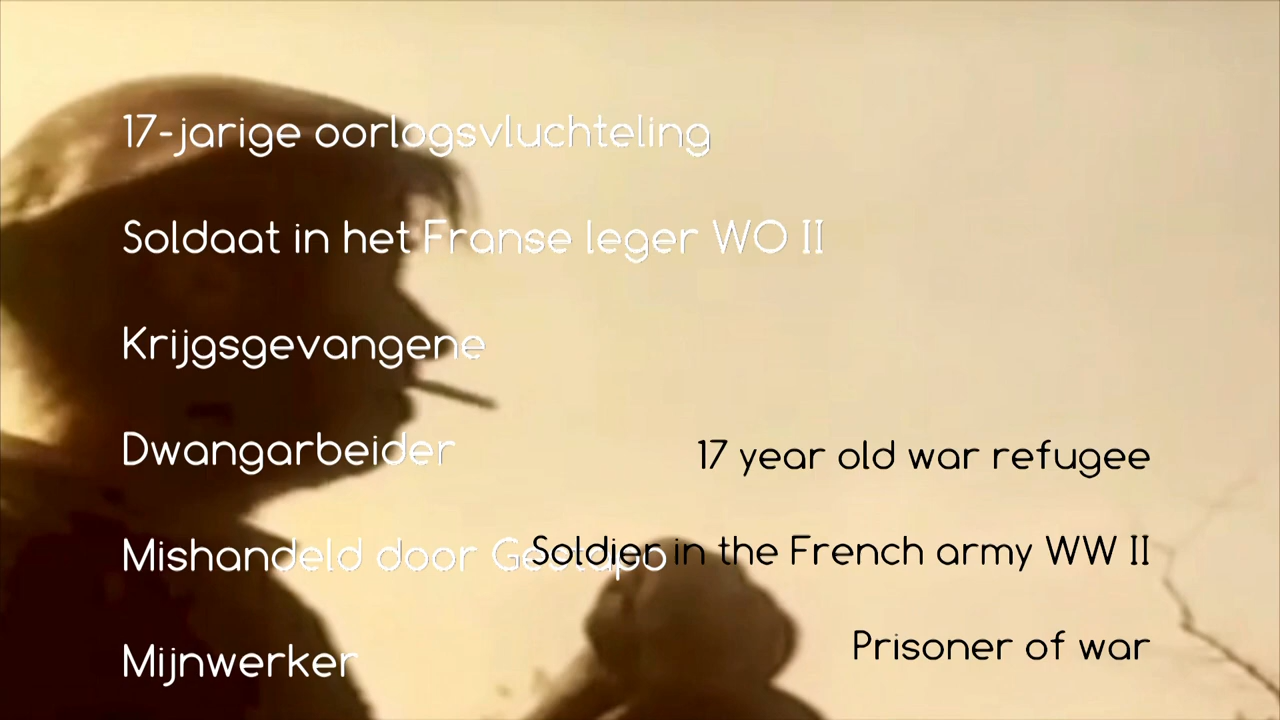 17-jarige oorlogsvluchteling
Soldaat in het Franse leger WO II
Krijgsgevangene
Dwangarbeider
Mishandeld door Gestapo
Mijnwerker
17 year old war refugee
Soldier in the French army WW II
Prisoner of war